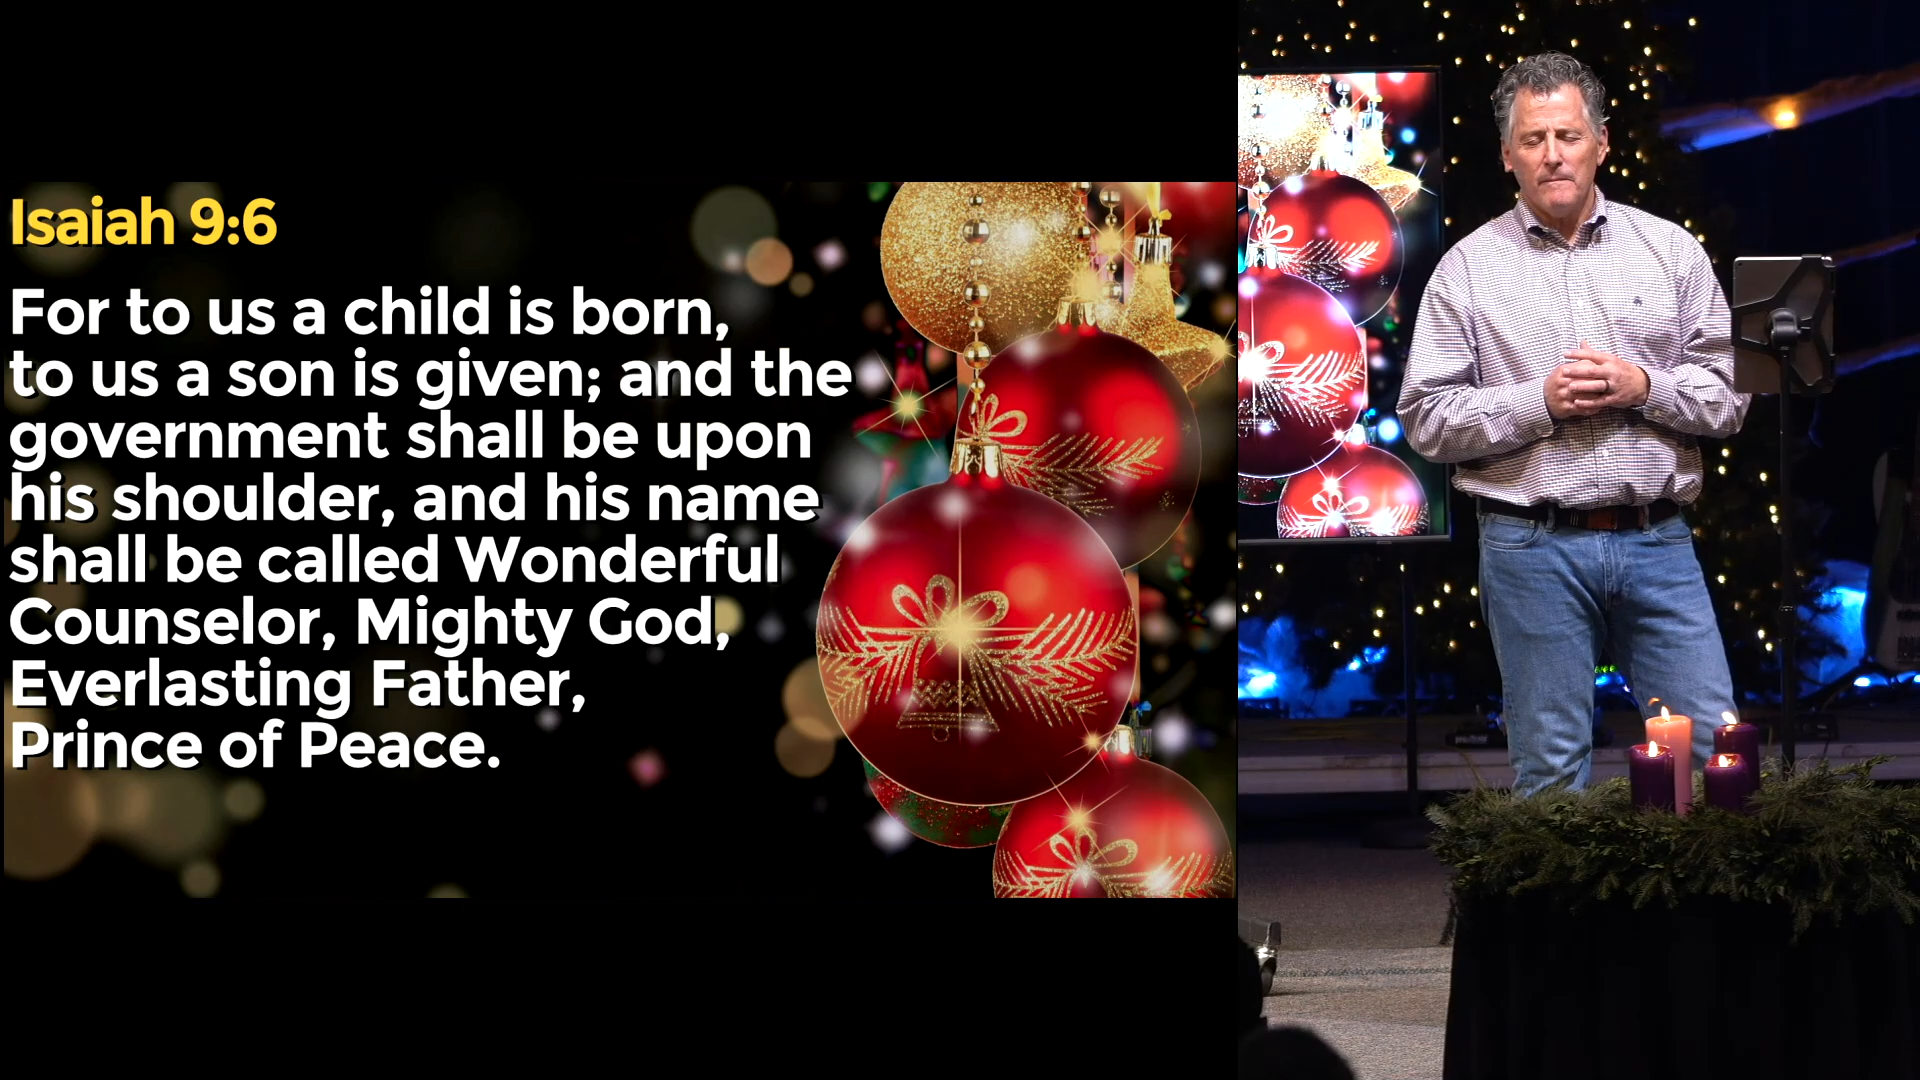 Isaiah 9:6
For to us a child is born,
to us a son is given; and the
government shall be upon
his shoulder, and his name
shall be called Wonderful
Counselor, Mighty God,
Everlasting Father,
Prince of Peace.